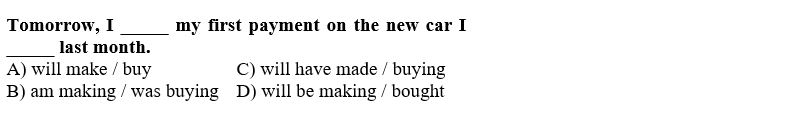 Tomorrow, I _____ my first payment on the new car I
_____ last month.
A) will make / buy C) will have made / buying
B) am making / was buying D) will be making / bought